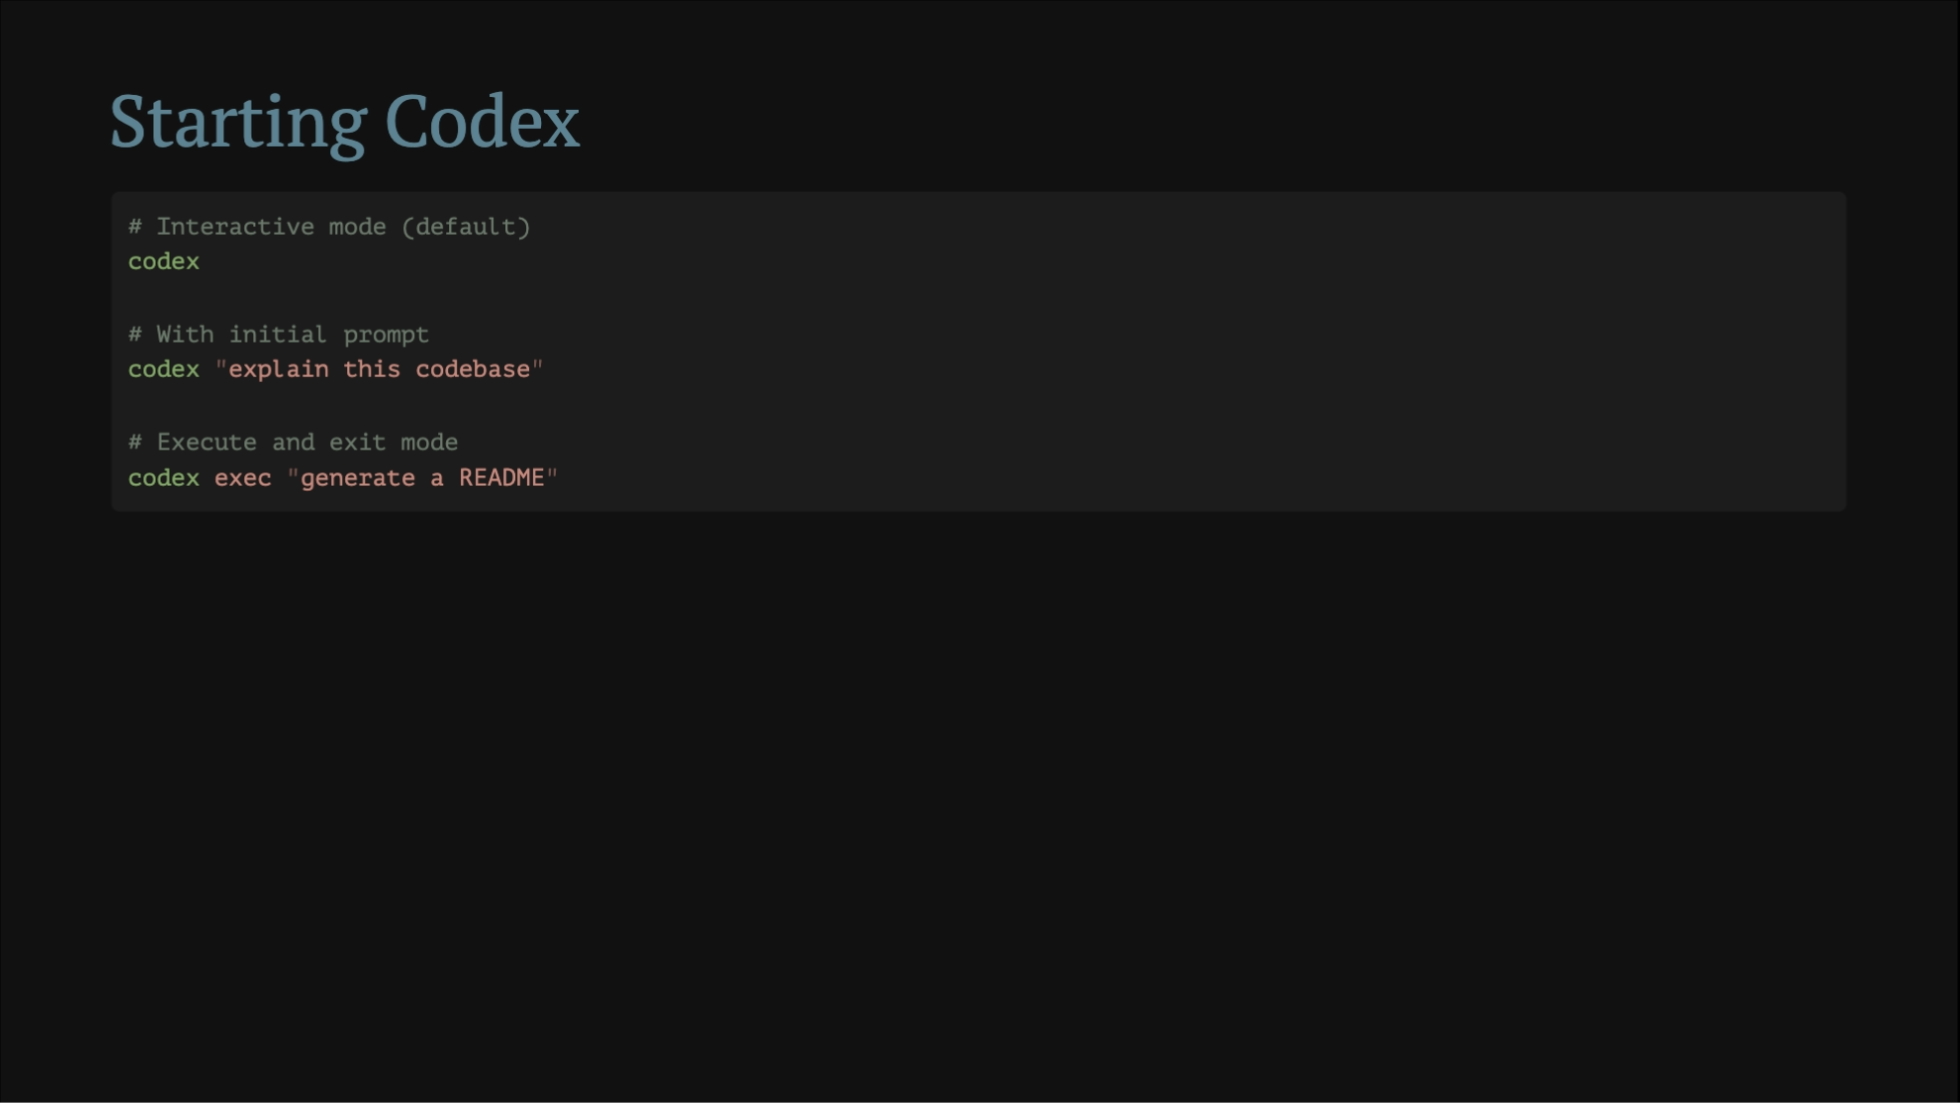 Starting Codex
# Interactive mode (default)
codex
# With initial prompt
codex "explain this codebase"
# Execute and exit mode
codex exec "generate a README"